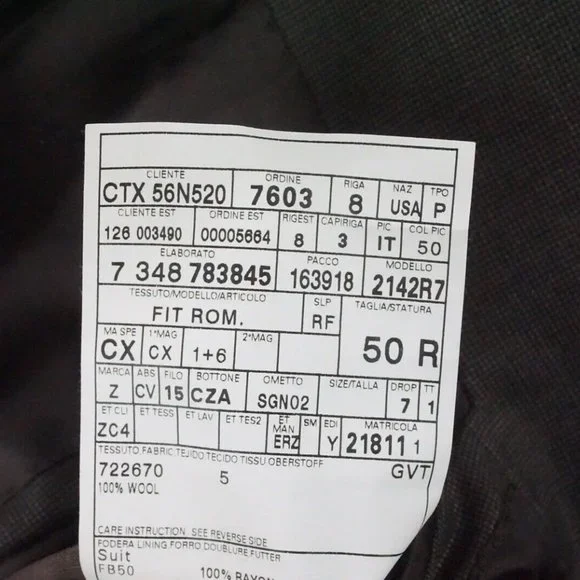 CLIENTE ORDINE RIGA NAZ TPO
CTX 56N520 7603 8 USA P
CLIENTE EST ORDINE EST RIGEST CAPIRIGA PIC COL PIC
126 003490 00005664 8 3 IT 50
ELABORATO PACCO MODELLO
7 348 783845 163918 2142R7
TESSUTO/MODELLO/ARTICOLO SLP TAGLIA/STATURA
FIT ROM. RF 50 R
MA SPE 1°MAG 2°MAG
CX CX 1+6
MARCA ABS FILO BOTTONE OMETTO SIZE/TALLA DROP TT
Z CV 15 CZA SGN02 7 1
ET CLI ET TESS ET LAV ET TES2 ET MAN SM EDI MATRICOLA
ZC4 ERZ Y 21811 1
TESSUTO FABRIC TEJIDO TECIDO TISSU OBERSTOFF
722670 5 GVT
100% WOOL
CARE INSTRUCTION SEE REVERSE SIDE
FODERA LINING FORRO DOUBLURE FUTTER
Suit
FB50 100% RAYON